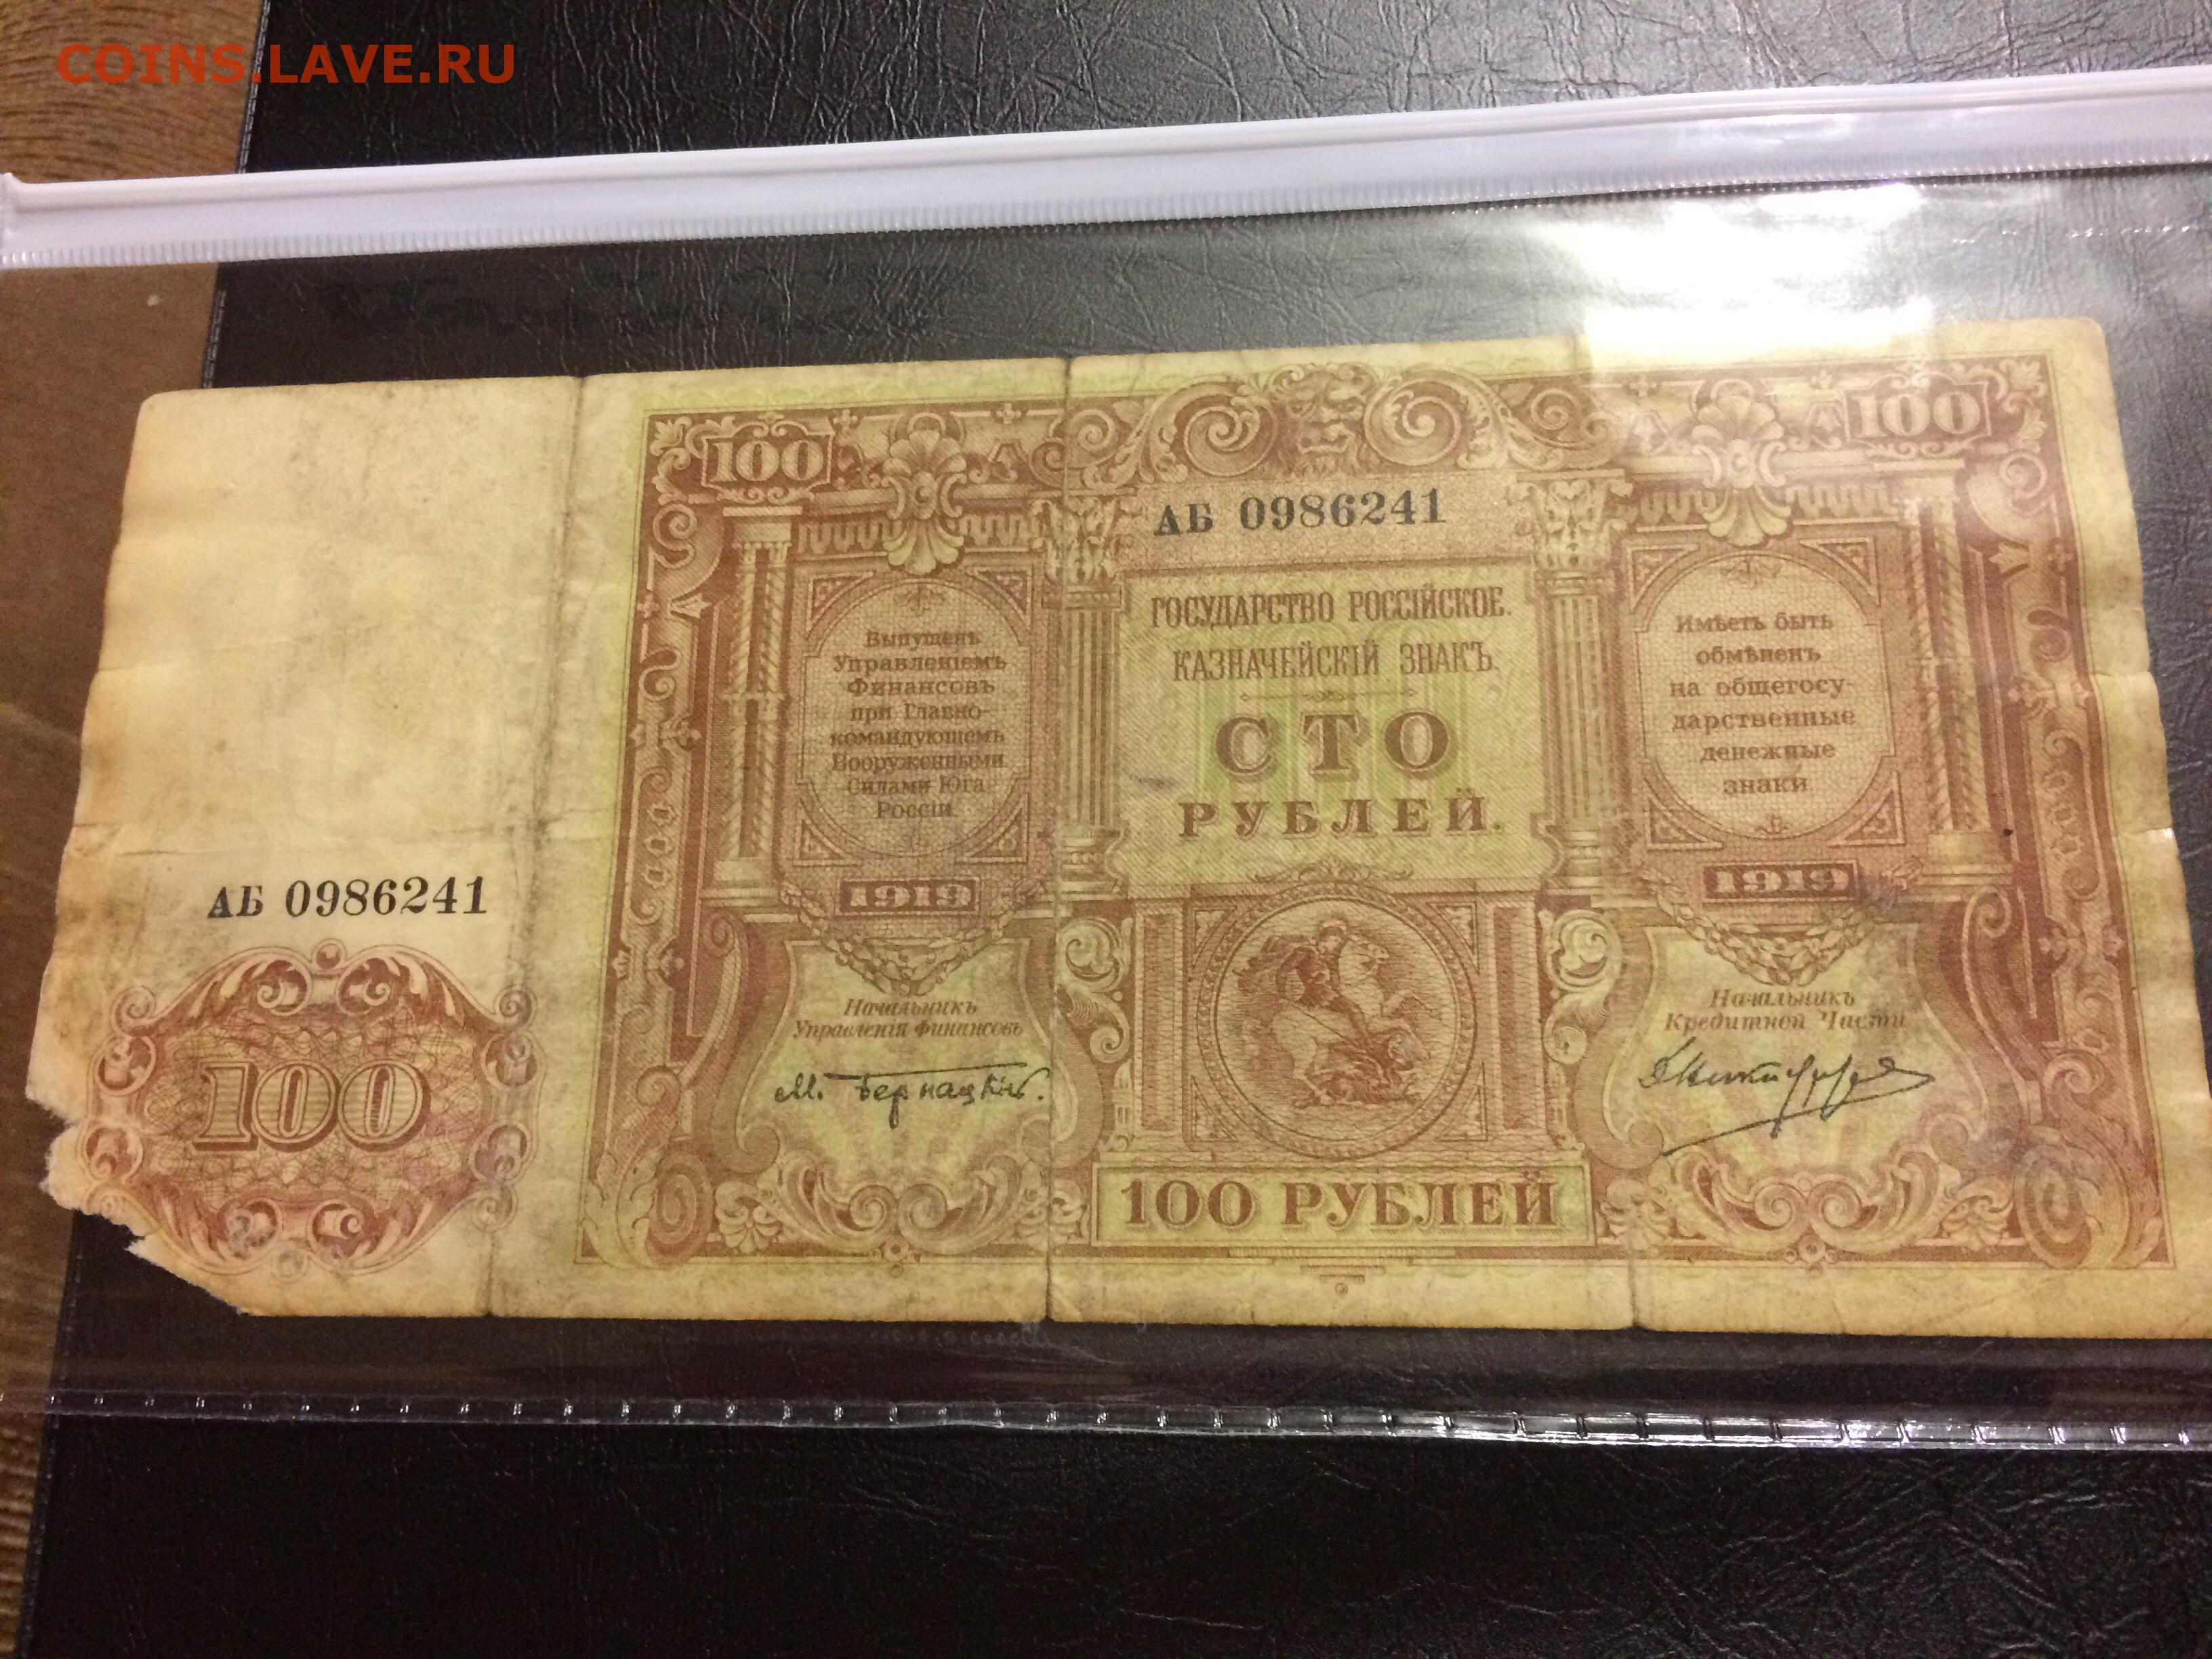 COINS.LAVE.RU
100
100
АБ 0986241
Выпущенъ
Управленіемъ
Финансовъ
при Главно-
командующемъ
Вооруженными
Силами Юга
Россіи
1919
ГОСУДАРСТВО РОССІЙСКОЕ.
КАЗНАЧЕЙСКІЙ ЗНАКЪ.
СТО
РУБЛЕЙ.
Имѣетъ быть
обмѣненъ
на общегосу-
дарственные
денежные
знаки
1919
АБ 0986241
100
Начальникъ
Управленія Финансовъ
М. Бернацкій.
Начальникъ
Кредитной Части
100 РУБЛЕЙ